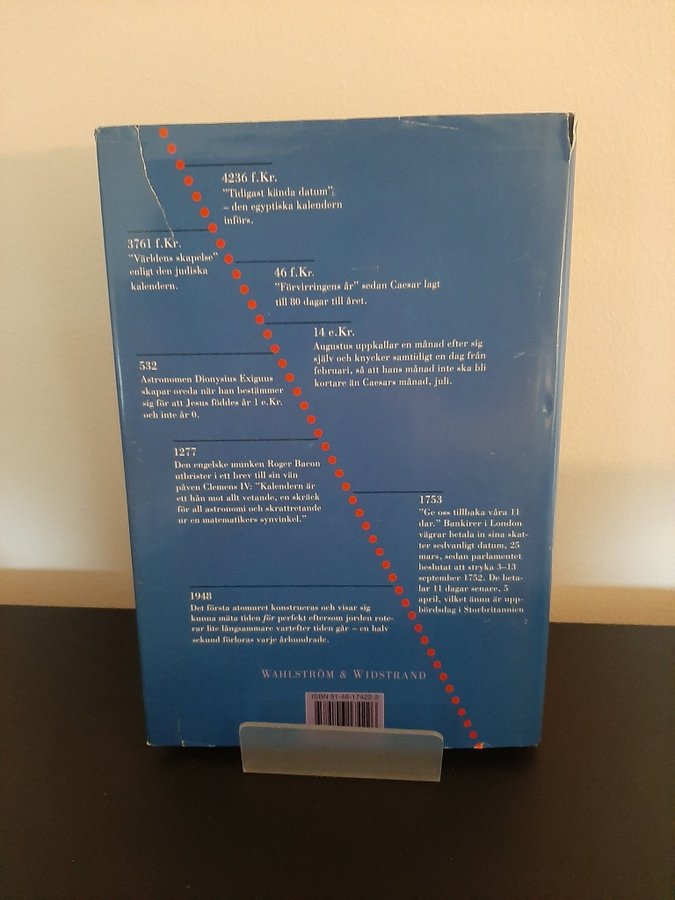 4236 f.Kr.
"Tidigast kända datum",
– den egyptiska kalendern
införs.
3761 f.Kr.
"Världens skapelse"
enligt den judiska
kalendern.
46 f.Kr.
"Förvirringens år" sedan Caesar lagt
till 80 dagar till året.
14 e.Kr.
Augustus uppkallar en månad efter sig
själv och knycker samtidigt en dag från
februari, så att hans månad inte ska bli
kortare än Caesars månad, juli.
532
Astronomen Dionysius Exiguus
skapar oreda när han bestämmer
sig för att Jesus föddes år 1 e.Kr.
och inte år 0.
1277
Den engelske munken Roger Bacon
utbrister i ett brev till sin vän
påven Clemens IV: "Kalendern är
ett hån mot allt vetande, en skräck
för all astronomi och skrattretande
ur en matematikers synvinkel."
1753
"Ge oss tillbaka våra 11
dar." Bankirer i London
vägrar betala in sina skat-
ter sedvanligt datum, 25
mars, sedan parlamentet
beslutat att stryka 3–13
september 1752. De beta-
lar 11 dagar senare, 5
april, vilket ännu är upp-
bördsdag i Storbritannien
1948
Det första atomuret konstrueras och visar sig
kunna mäta tiden för perfekt eftersom jorden rote-
rar lite långsammare vartefter tiden går – en halv
sekund förloras varje århundrade.
WAHLSTRÖM & WIDSTRAND
ISBN 91-46-17422-2